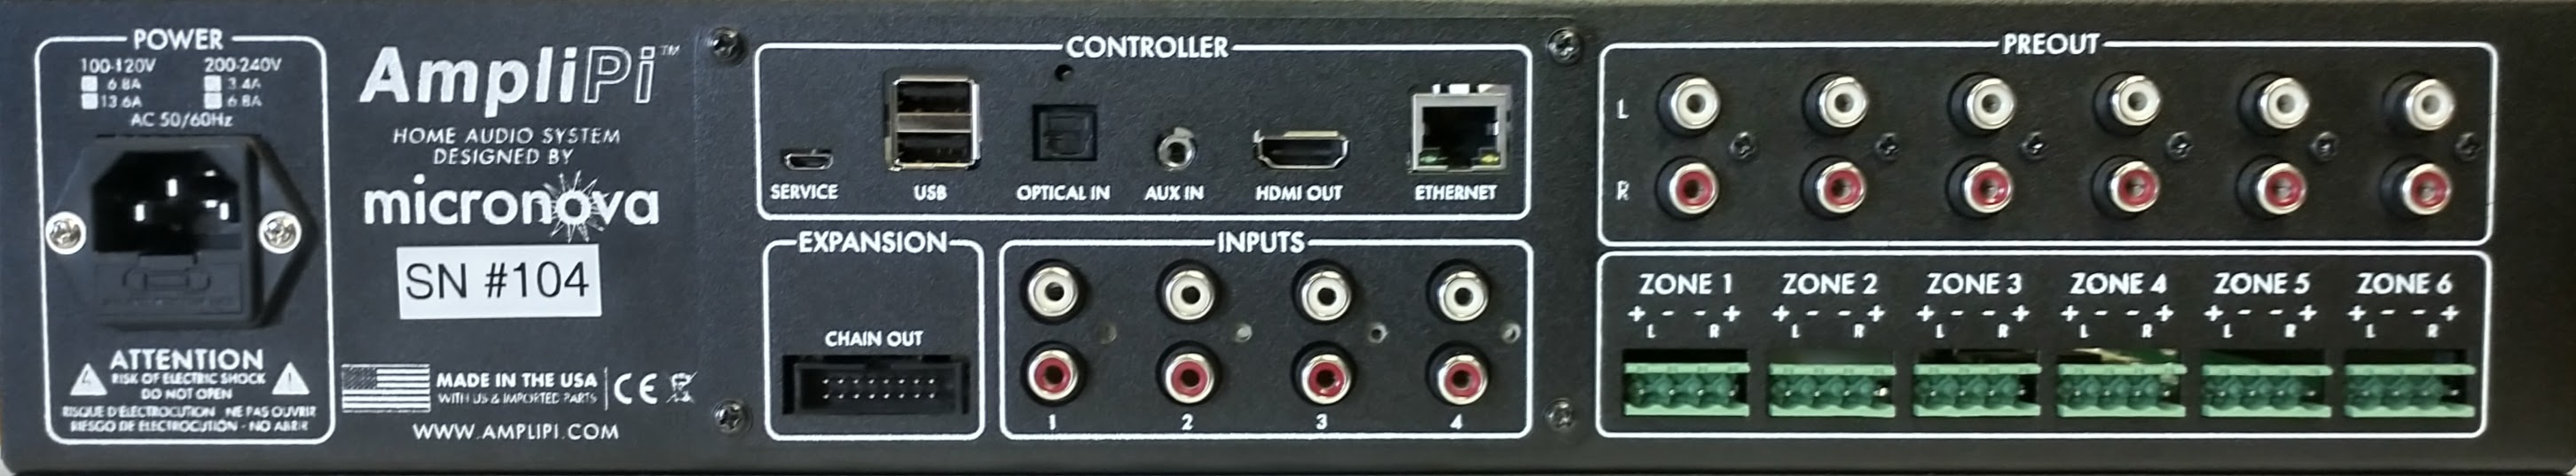 POWER
100-120V 200-240V
6.8A 3.4A
13.6A 6.8A
AC 50/60Hz
ATTENTION
RISK OF ELECTRIC SHOCK
DO NOT OPEN
RISQUE D'ELECTROCUTION NE PAS OUVRIR
RIESGO DE ELECTROCUTIÓN - NO ABRIR
AmpliPi™
HOME AUDIO SYSTEM
DESIGNED BY
micronova
SN #104
MADE IN THE USA
WITH US & IMPORTED PARTS
CE
WWW.AMPLIPI.COM
CONTROLLER
SERVICE USB OPTICAL IN AUX IN HDMI OUT ETHERNET
EXPANSION
CHAIN OUT
INPUTS
1 2 3 4
PREOUT
L
R
ZONE 1 ZONE 2 ZONE 3 ZONE 4 ZONE 5 ZONE 6
+ - - + + - - + + - - + + - - + + - - + + - - +
L R L R L R L R L R L R